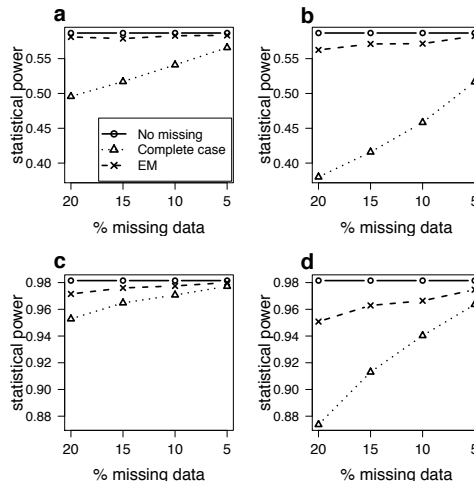 a
b
statistical power
0.55
0.50
0.45
0.40
No missing
Complete case
EM
20 15 10 5
% missing data
statistical power
0.55
0.50
0.45
0.40
20 15 10 5
% missing data
c
d
statistical power
0.98
0.96
0.94
0.92
0.90
0.88
20 15 10 5
% missing data
statistical power
0.98
0.96
0.94
0.92
0.90
0.88
20 15 10 5
% missing data